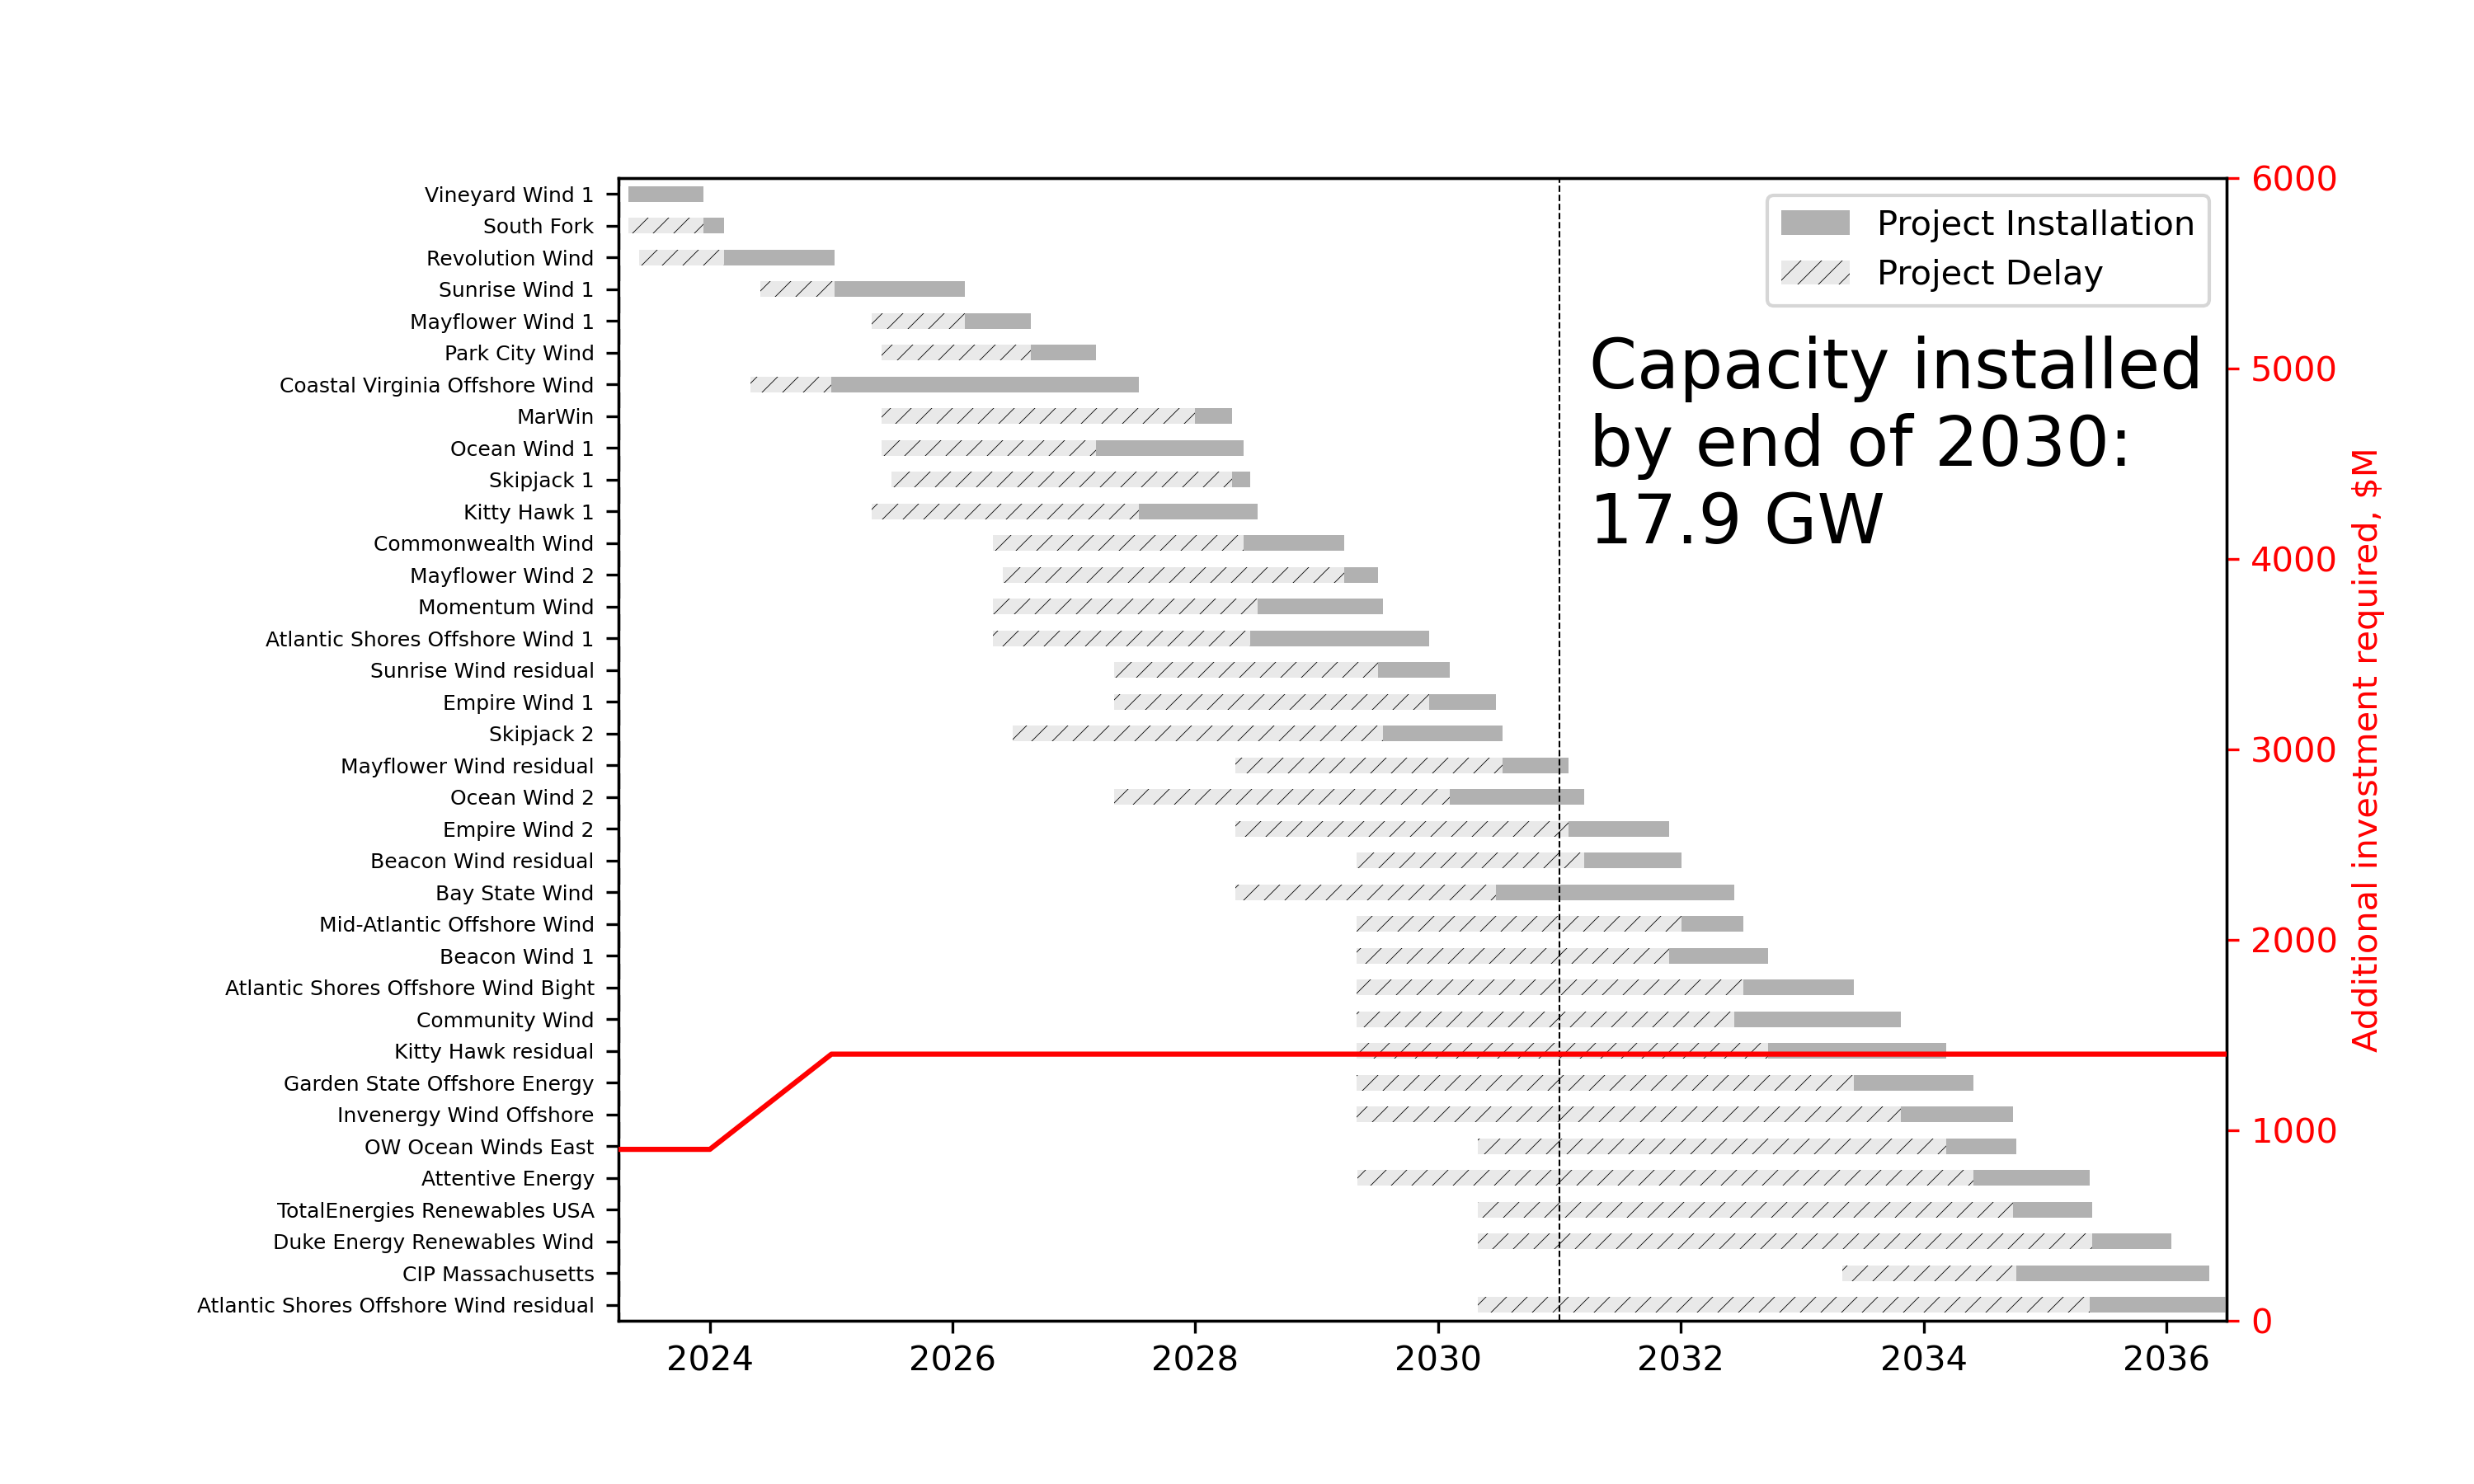 Vineyard Wind 1
South Fork
Revolution Wind
Sunrise Wind 1
Mayflower Wind 1
Park City Wind
Coastal Virginia Offshore Wind
MarWin
Ocean Wind 1
Skipjack 1
Kitty Hawk 1
Commonwealth Wind
Mayflower Wind 2
Momentum Wind
Atlantic Shores Offshore Wind 1
Sunrise Wind residual
Empire Wind 1
Skipjack 2
Mayflower Wind residual
Ocean Wind 2
Empire Wind 2
Beacon Wind residual
Bay State Wind
Mid-Atlantic Offshore Wind
Beacon Wind 1
Atlantic Shores Offshore Wind Bight
Community Wind
Kitty Hawk residual
Garden State Offshore Energy
Invenergy Wind Offshore
OW Ocean Winds East
Attentive Energy
TotalEnergies Renewables USA
Duke Energy Renewables Wind
CIP Massachusetts
Atlantic Shores Offshore Wind residual
Project Installation
Project Delay
Capacity installed
by end of 2030:
17.9 GW
6000
5000
4000
3000
2000
1000
0
Additional investment required, $M
2024 2026 2028 2030 2032 2034 2036